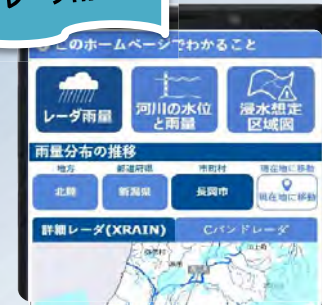 レーダ雨
このホームページでわかること
レーダ雨量
河川の水位
と雨量
浸水想定
区域図
雨量分布の推移
地方
都道府県
市町村
現在地に移動
北陸
新潟県
長岡市
現在地に移動
詳細レーダ(XRAIN)
Cバンドレーダ